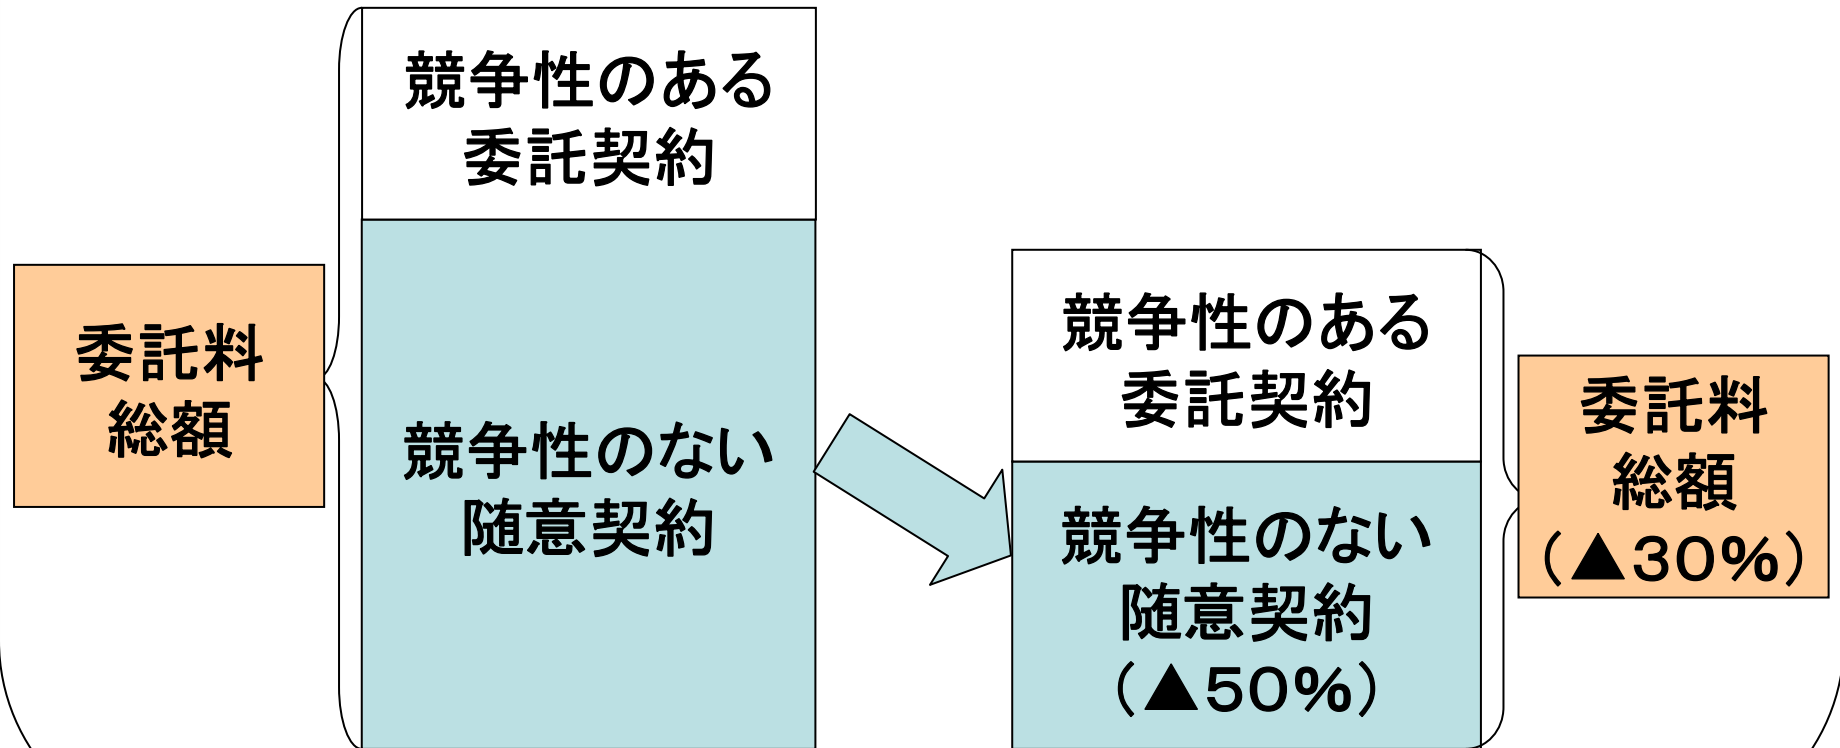 競争性のある
委託契約
委託料
総額
競争性のない
随意契約
競争性のある
委託契約
競争性のない
随意契約
（▲50%）
委託料
総額
（▲30%）